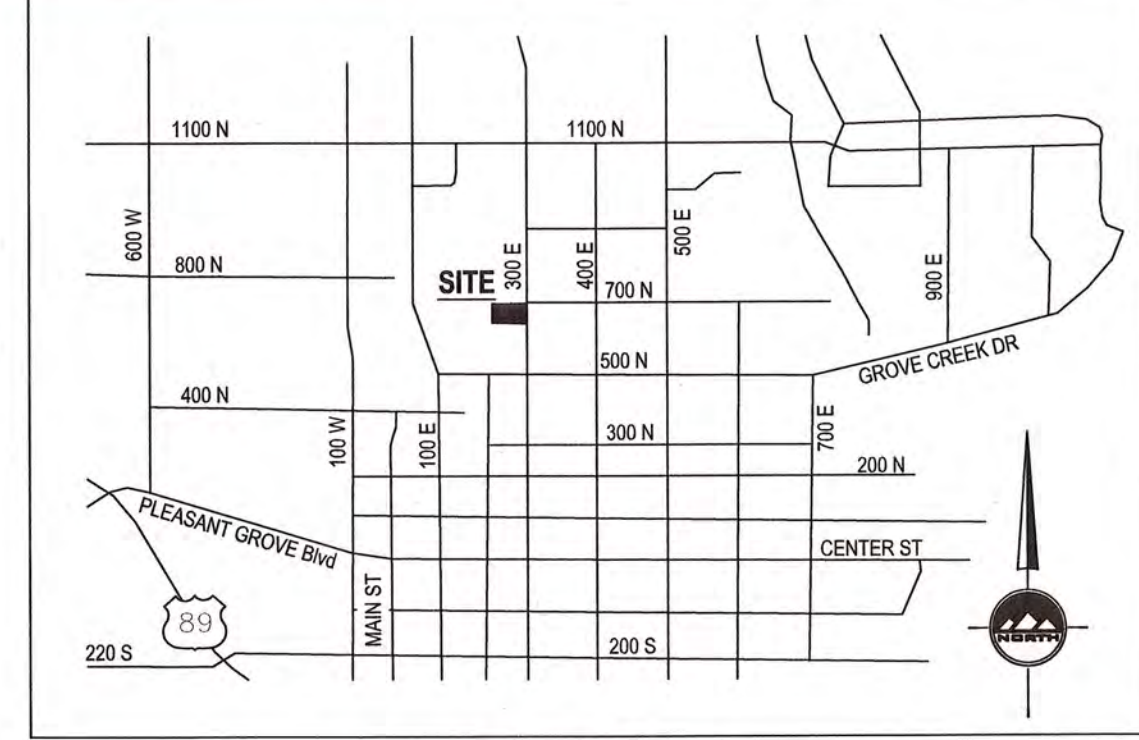 1100 N
1100 N
600 W
800 N
SITE
300 E
400 E
500 E
900 E
700 N
500 N
GROVE CREEK DR
400 N
100 W
100 E
300 N
700 E
200 N
PLEASANT GROVE Blvd
CENTER ST
89
MAIN ST
NORTH
220 S
200 S